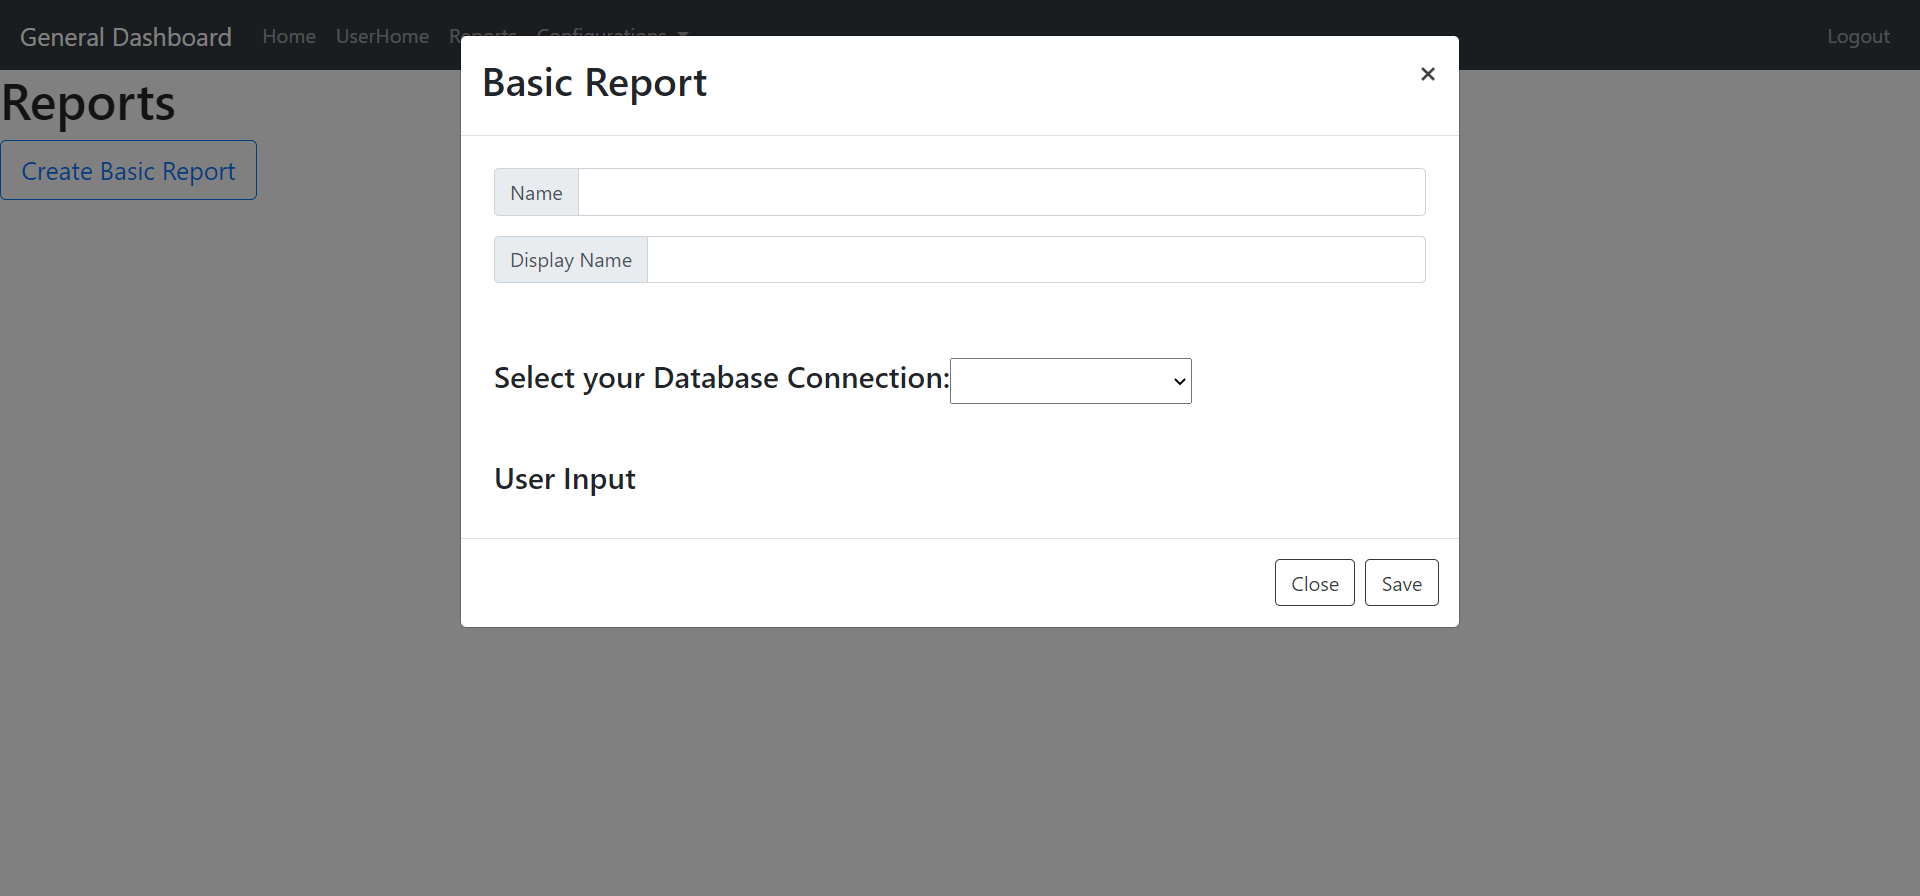 General Dashboard Home UserHome Reports Configurations Logout
Reports
Create Basic Report
Basic Report ×
Name
Display Name
Select your Database Connection:
User Input
Close Save